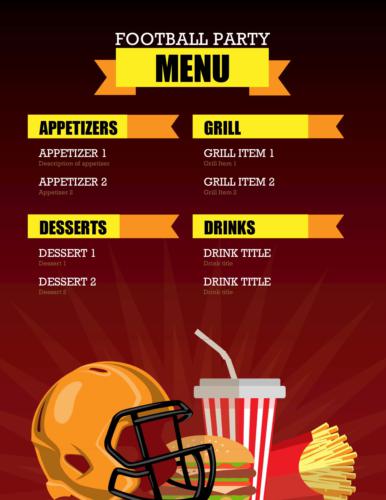 FOOTBALL PARTY
MENU
APPETIZERS
APPETIZER 1
Description of appetizer
APPETIZER 2
Appetizer 2
GRILL
GRILL ITEM 1
Grill Item 1
GRILL ITEM 2
Grill Item 2
DESSERTS
DESSERT 1
Dessert 1
DESSERT 2
Dessert 2
DRINKS
DRINK TITLE
Drink title
DRINK TITLE
Drink title